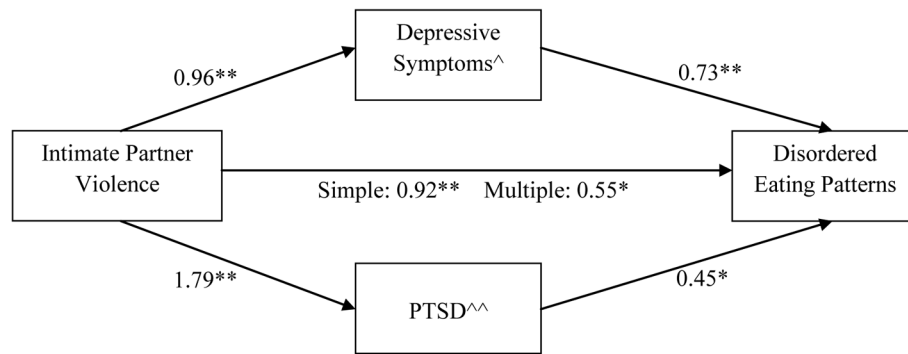 Depressive
Symptoms^
0.96**
0.73**
Intimate Partner
Violence
Disordered
Eating Patterns
Simple: 0.92** Multiple: 0.55*
1.79**
0.45*
PTSD^^